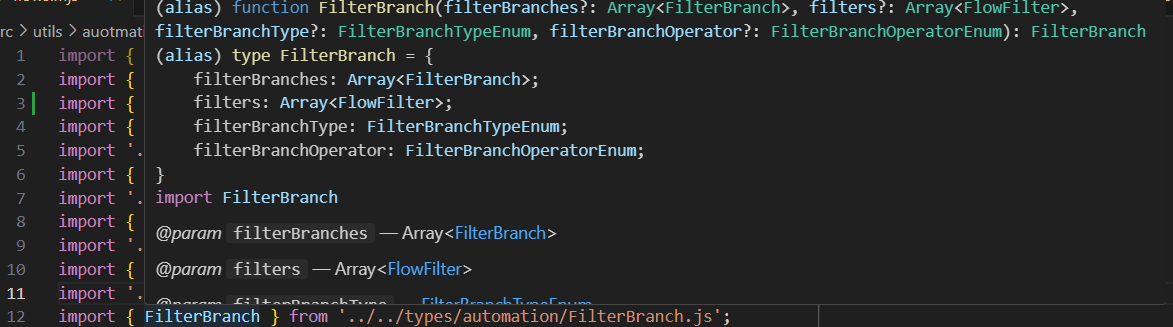 (alias) function FilterBranch(filterBranches?: Array<FilterBranch>, filters?: Array<FlowFilter>,
rc > utils > auotmati filterBranchType?: FilterBranchTypeEnum, filterBranchOperator?: FilterBranchOperatorEnum): FilterBranch
1 import { (alias) type FilterBranch = {
2 import { filterBranches: Array<FilterBranch>;
3 import { filters: Array<FlowFilter>;
4 import { filterBranchType: FilterBranchTypeEnum;
5 import '. filterBranchOperator: FilterBranchOperatorEnum;
6 import { }
7 import '. import FilterBranch
8 import {
9 import '. @param filterBranches — Array<FilterBranch>
10 import { @param filters — Array<FlowFilter>
11 import '. @param filterBranchType — FilterBranchTypeEnum
12 import { FilterBranch } from '../../types/automation/FilterBranch.js';